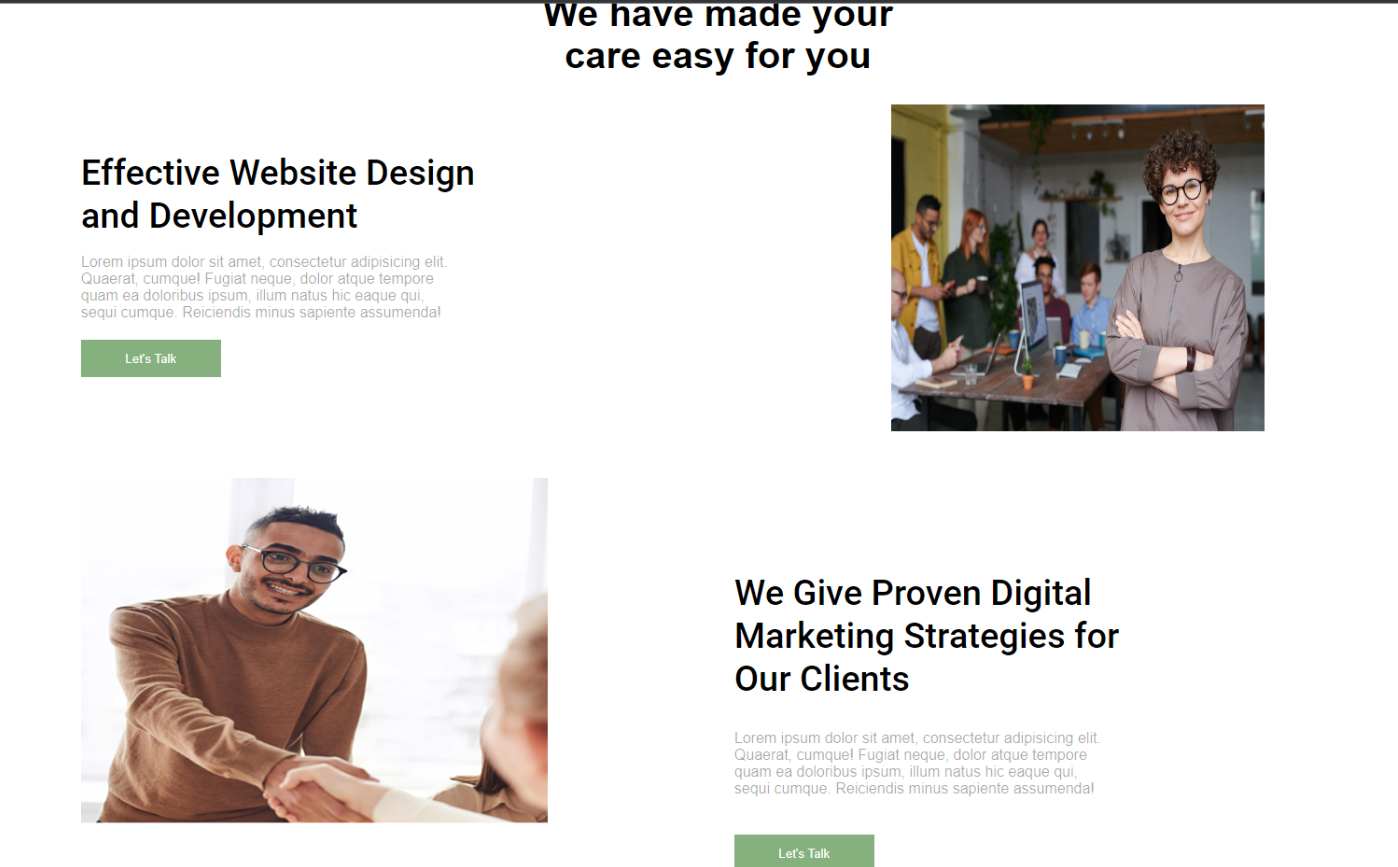 We have made your
care easy for you
Effective Website Design
and Development
Lorem ipsum dolor sit amet, consectetur adipisicing elit.
Quaerat, cumque! Fugiat neque, dolor atque tempore
quam ea doloribus ipsum, illum natus hic eaque qui,
sequi cumque. Reiciendis minus sapiente assumenda!
Let's Talk
We Give Proven Digital
Marketing Strategies for
Our Clients
Lorem ipsum dolor sit amet, consectetur adipisicing elit.
Quaerat, cumque! Fugiat neque, dolor atque tempore
quam ea doloribus ipsum, illum natus hic eaque qui,
sequi cumque. Reiciendis minus sapiente assumenda!
Let's Talk